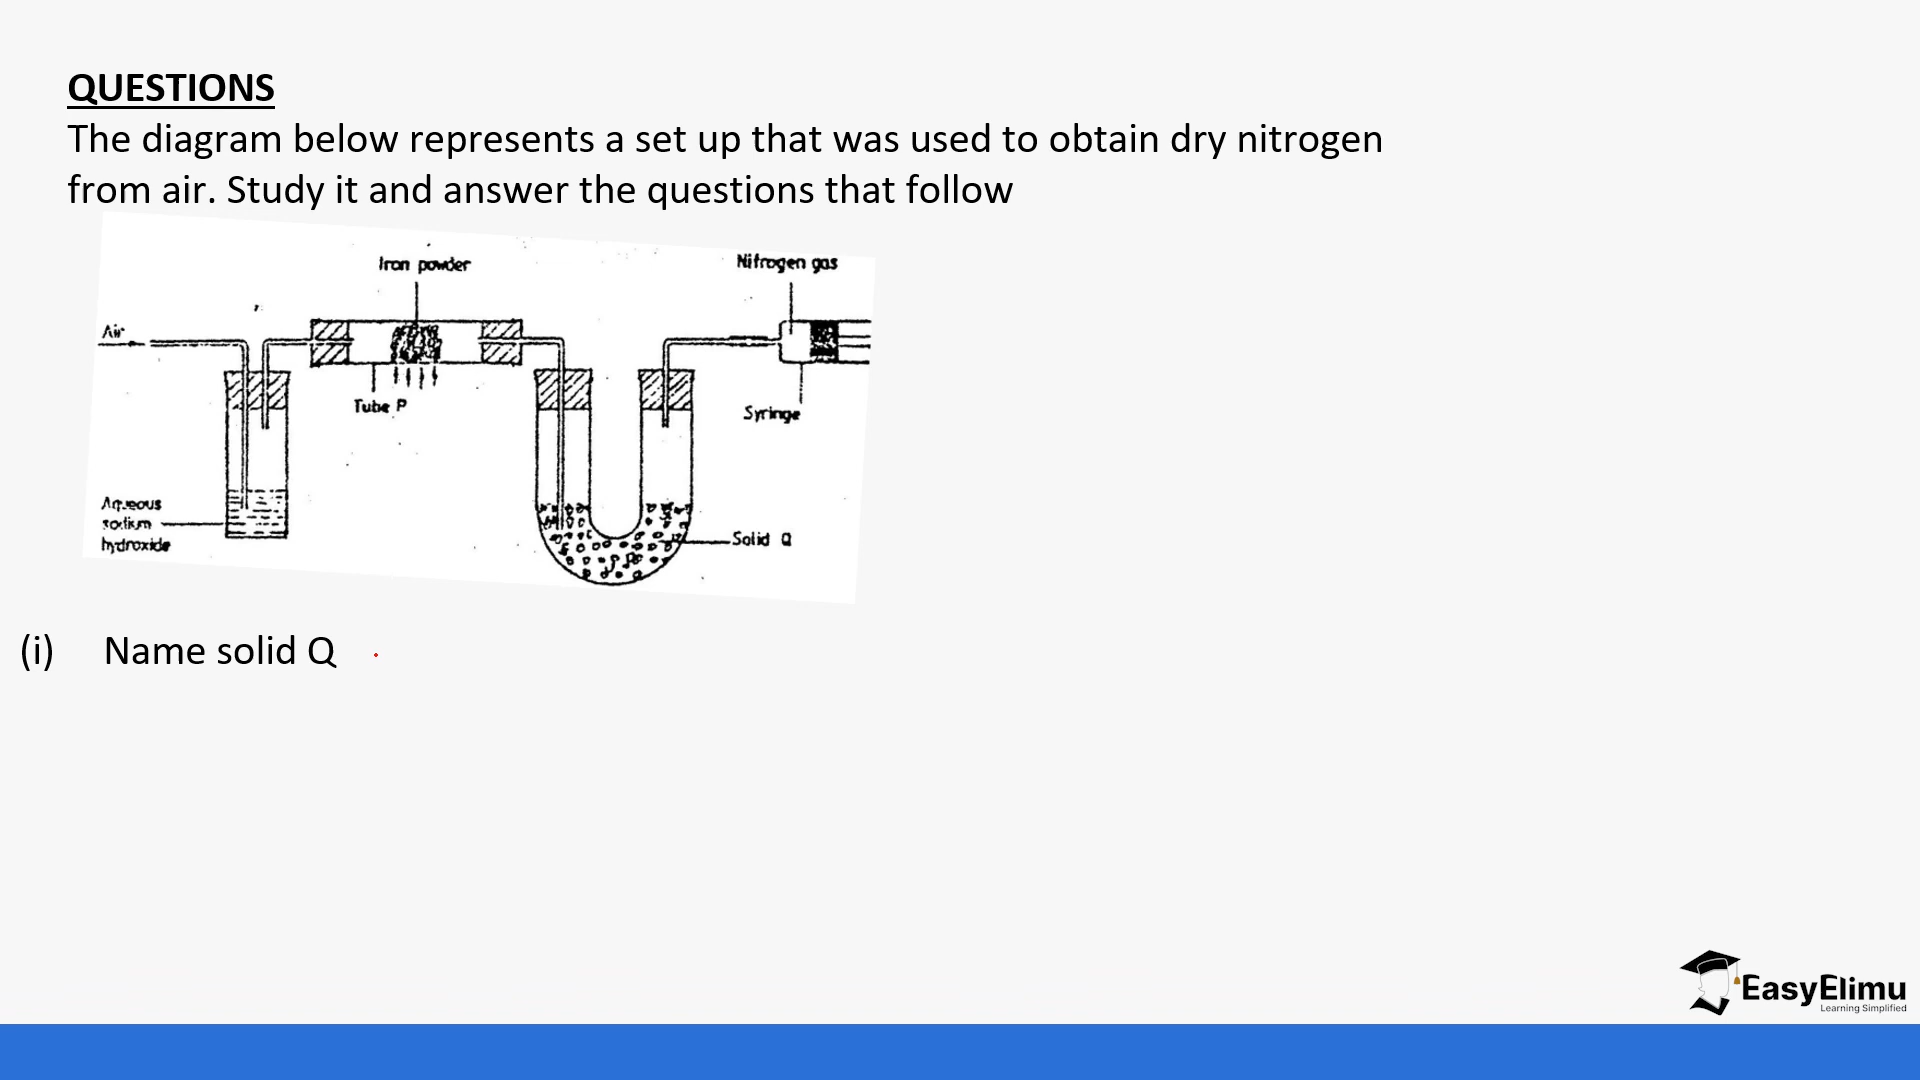 QUESTIONS
The diagram below represents a set up that was used to obtain dry nitrogen
from air. Study it and answer the questions that follow
Iron powder
Nitrogen gas
Air
Tube P
Syringe
Aqueous
sodium
hydroxide
Solid Q
(i) Name solid Q
EasyElimu
Learning Simplified